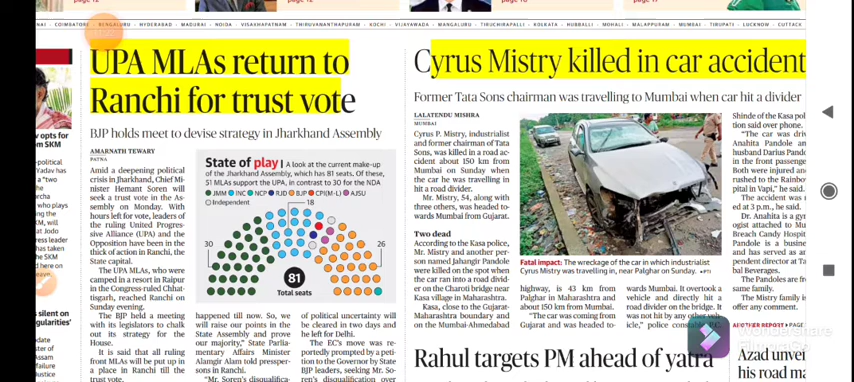 NAI • COIMBATORE • BENGALURU • HYDERABAD • MADURAI • NOIDA • VISAKHAPATNAM • THIRUVANANTHAPURAM • KOCHI • VIJAYAWADA • MANGALURU • TIRUCHIRAPALLI • KOLKATA • HUBBALLI • MOHALI • MALAPPURAM • MUMBAI • TIRUPATI • LUCKNOW • CUTTACK
UPA MLAs return to
Ranchi for trust vote
BJP holds meet to devise strategy in Jharkhand Assembly
AMARNATH TEWARY
PATNA
Amid a deepening political
crisis in Jharkhand, Chief Mi-
nister Hemant Soren will
seek a trust vote in the As-
sembly on Monday. With
hours left for vote, leaders of
the ruling United Progres-
sive Alliance (UPA) and the
Opposition have been in the
thick of action in Ranchi, the
State capital.
The UPA MLAs, who were
camped in a resort in Raipur
in the Congress-ruled Chhat-
tisgarh, reached Ranchi on
Sunday evening.
The BJP held a meeting
with its legislators to chalk
out its strategy for the
House.
It is said that all ruling
front MLAs will be put up in
a place in Ranchi till the
trust vote.
State of play
A look at the current make-up
of the Jharkhand Assembly, which has 81 seats. Of these,
51 MLAs support the UPA, in contrast to 30 for the NDA
JMM INC NCP RJD BJP CPI(M-L) AJSU
Independent
18
30
26
81
Total seats
happened till now. So, we
will raise our points in the
State Assembly and prove
our majority," State Parlia-
mentary Affairs Minister
Alamgir Alam told pressper-
sons in Ranchi.
"Mr. Soren's disqualifica-
of political uncertainty will
be cleared in two days and
he left for Delhi.
The EC's move was re-
portedly prompted by a peti-
tion to the Governor by State
BJP leaders, seeking Mr. So-
ren's disqualification over
Cyrus Mistry killed in car accident
Former Tata Sons chairman was travelling to Mumbai when car hit a divider
LALATENDU MISHRA
MUMBAI
Cyrus P. Mistry, industrialist
and former chairman of Tata
Sons, was killed in a road ac-
cident about 150 km from
Mumbai on Sunday when
the car he was travelling in
hit a road divider.
Mr. Mistry, 54, along with
three others, was headed to-
wards Mumbai from Gujarat.
Two dead
According to the Kasa police,
Mr. Mistry and another per-
son named Jahangir Pandole
were killed on the spot when
the car ran into a road divid-
er on the Charoti bridge near
Kasa village in Maharashtra.
Kasa, close to the Gujarat-
Maharashtra boundary and
on the Mumbai-Ahmedabad
Fatal impact: The wreckage of the car in which industrialist
Cyrus Mistry was travelling in, near Palghar on Sunday. •PTI
highway, is 43 km from
Palghar in Maharashtra and
about 150 km from Mumbai.
"The car was coming from
Gujarat and was headed to-
wards Mumbai. It overtook a
vehicle and directly hit a
road divider on the bridge. It
was not hit by any other ve-
hicle," police
Shinde of the Kasa pol
tion said over phone.
"The car was driv
Anahita Pandole an
husband Darius Pand
in the front passenge
Both were injured and
rushed to the Rainbo
pital in Vapi," he said.
The accident was r
ed at 3 p.m., he said.
Dr. Anahita is a gyn
ogist attached to Mu
Breach Candy Hospit
Pandole is a busine
and served as an i
pendent director at Ta
bal Beverages.
The Pandoles are fr
same family.
The Mistry family i
offer any comment.
ANOTHER REPORT » PAGE
Rahul targets PM ahead of yatra
Azad unvei
his road ma
Wondershare
FilmoraGo